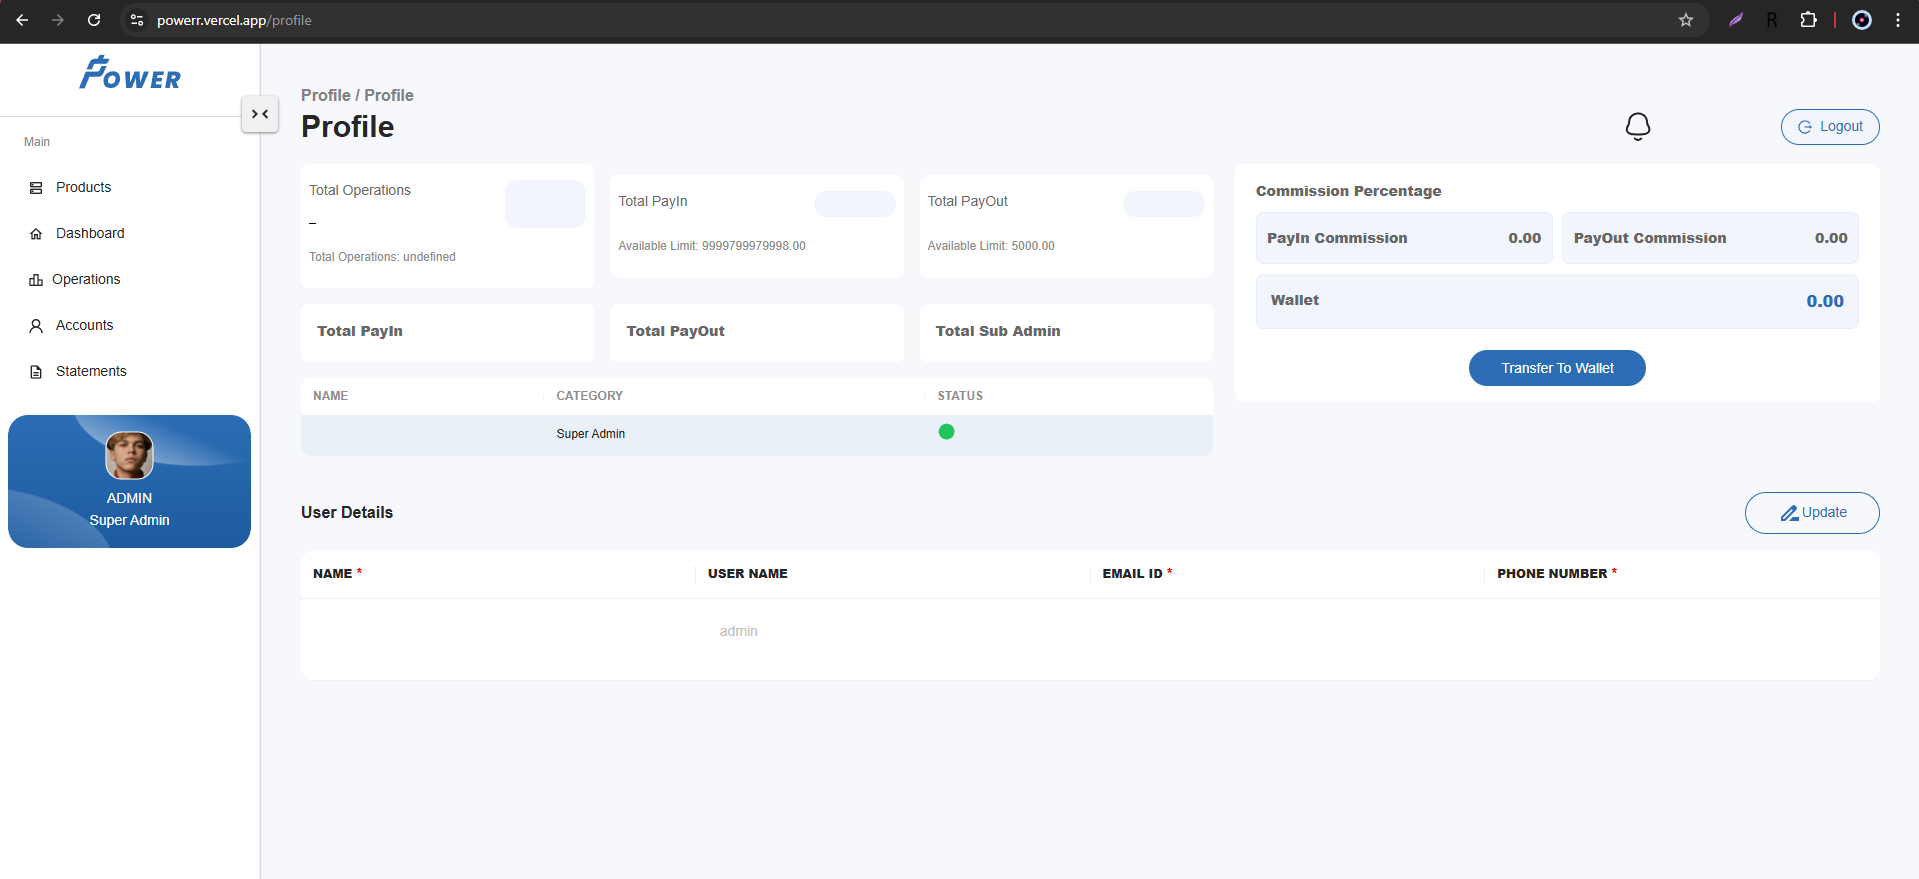 powerr.vercel.app/profile
R
POWER
Main
Products
Dashboard
Operations
Accounts
Statements
ADMIN
Super Admin
Profile / Profile
Profile
Logout
Total Operations
–
Total Operations: undefined
Total PayIn
Available Limit: 9999799979998.00
Total PayOut
Available Limit: 5000.00
Total PayIn
Total PayOut
Total Sub Admin
NAME CATEGORY STATUS
Super Admin
Commission Percentage
PayIn Commission 0.00
PayOut Commission 0.00
Wallet 0.00
Transfer To Wallet
User Details
Update
NAME * USER NAME EMAIL ID * PHONE NUMBER *
admin